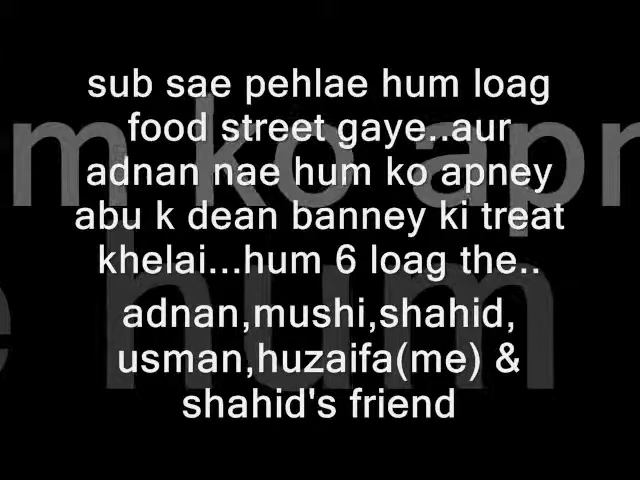 sub sae pehlae hum loag
food street gaye..aur
adnan nae hum ko apney
abu k dean banney ki treat
khelai...hum 6 loag the..
adnan,mushi,shahid,
usman,huzaifa(me) &
shahid's friend